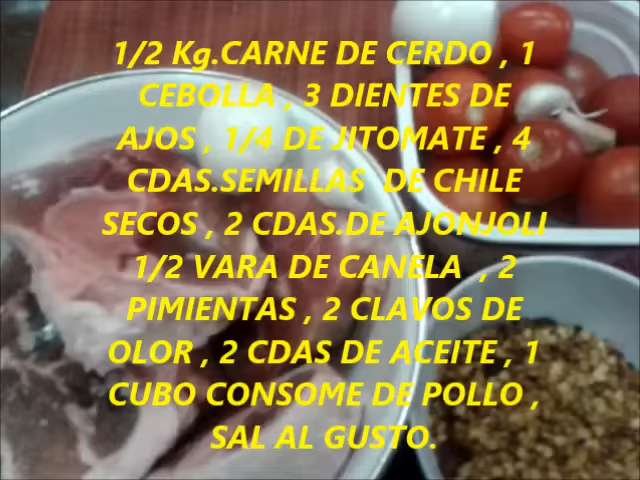 1/2 Kg.CARNE DE CERDO , 1
CEBOLLA , 3 DIENTES DE
AJOS , 1/4 DE JITOMATE , 4
CDAS.SEMILLAS  DE CHILE
SECOS , 2 CDAS.DE AJONJOLI
1/2 VARA DE CANELA  , 2
PIMIENTAS , 2 CLAVOS DE
OLOR , 2 CDAS DE ACEITE , 1
CUBO CONSOME DE POLLO ,
SAL AL GUSTO.